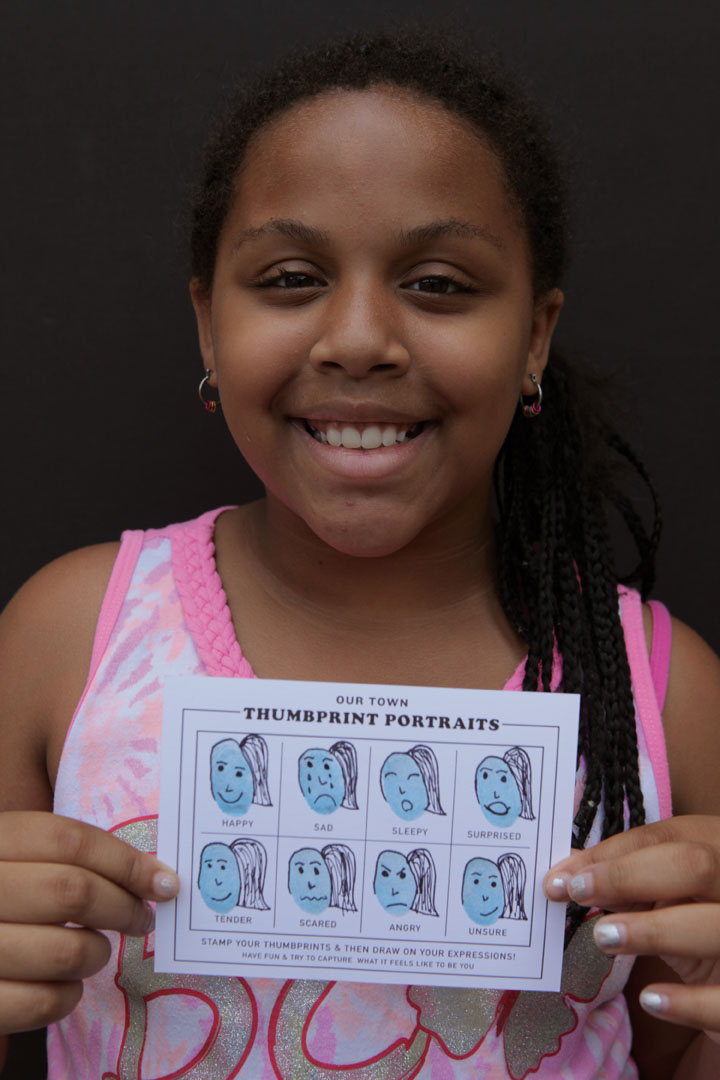 OUR TOWN
THUMBPRINT PORTRAITS
HAPPY
SAD
SLEEPY
SURPRISED
TENDER
SCARED
ANGRY
UNSURE
STAMP YOUR THUMBPRINTS & THEN DRAW ON YOUR EXPRESSIONS!
HAVE FUN & TRY TO CAPTURE WHAT IT FEELS LIKE TO BE YOU